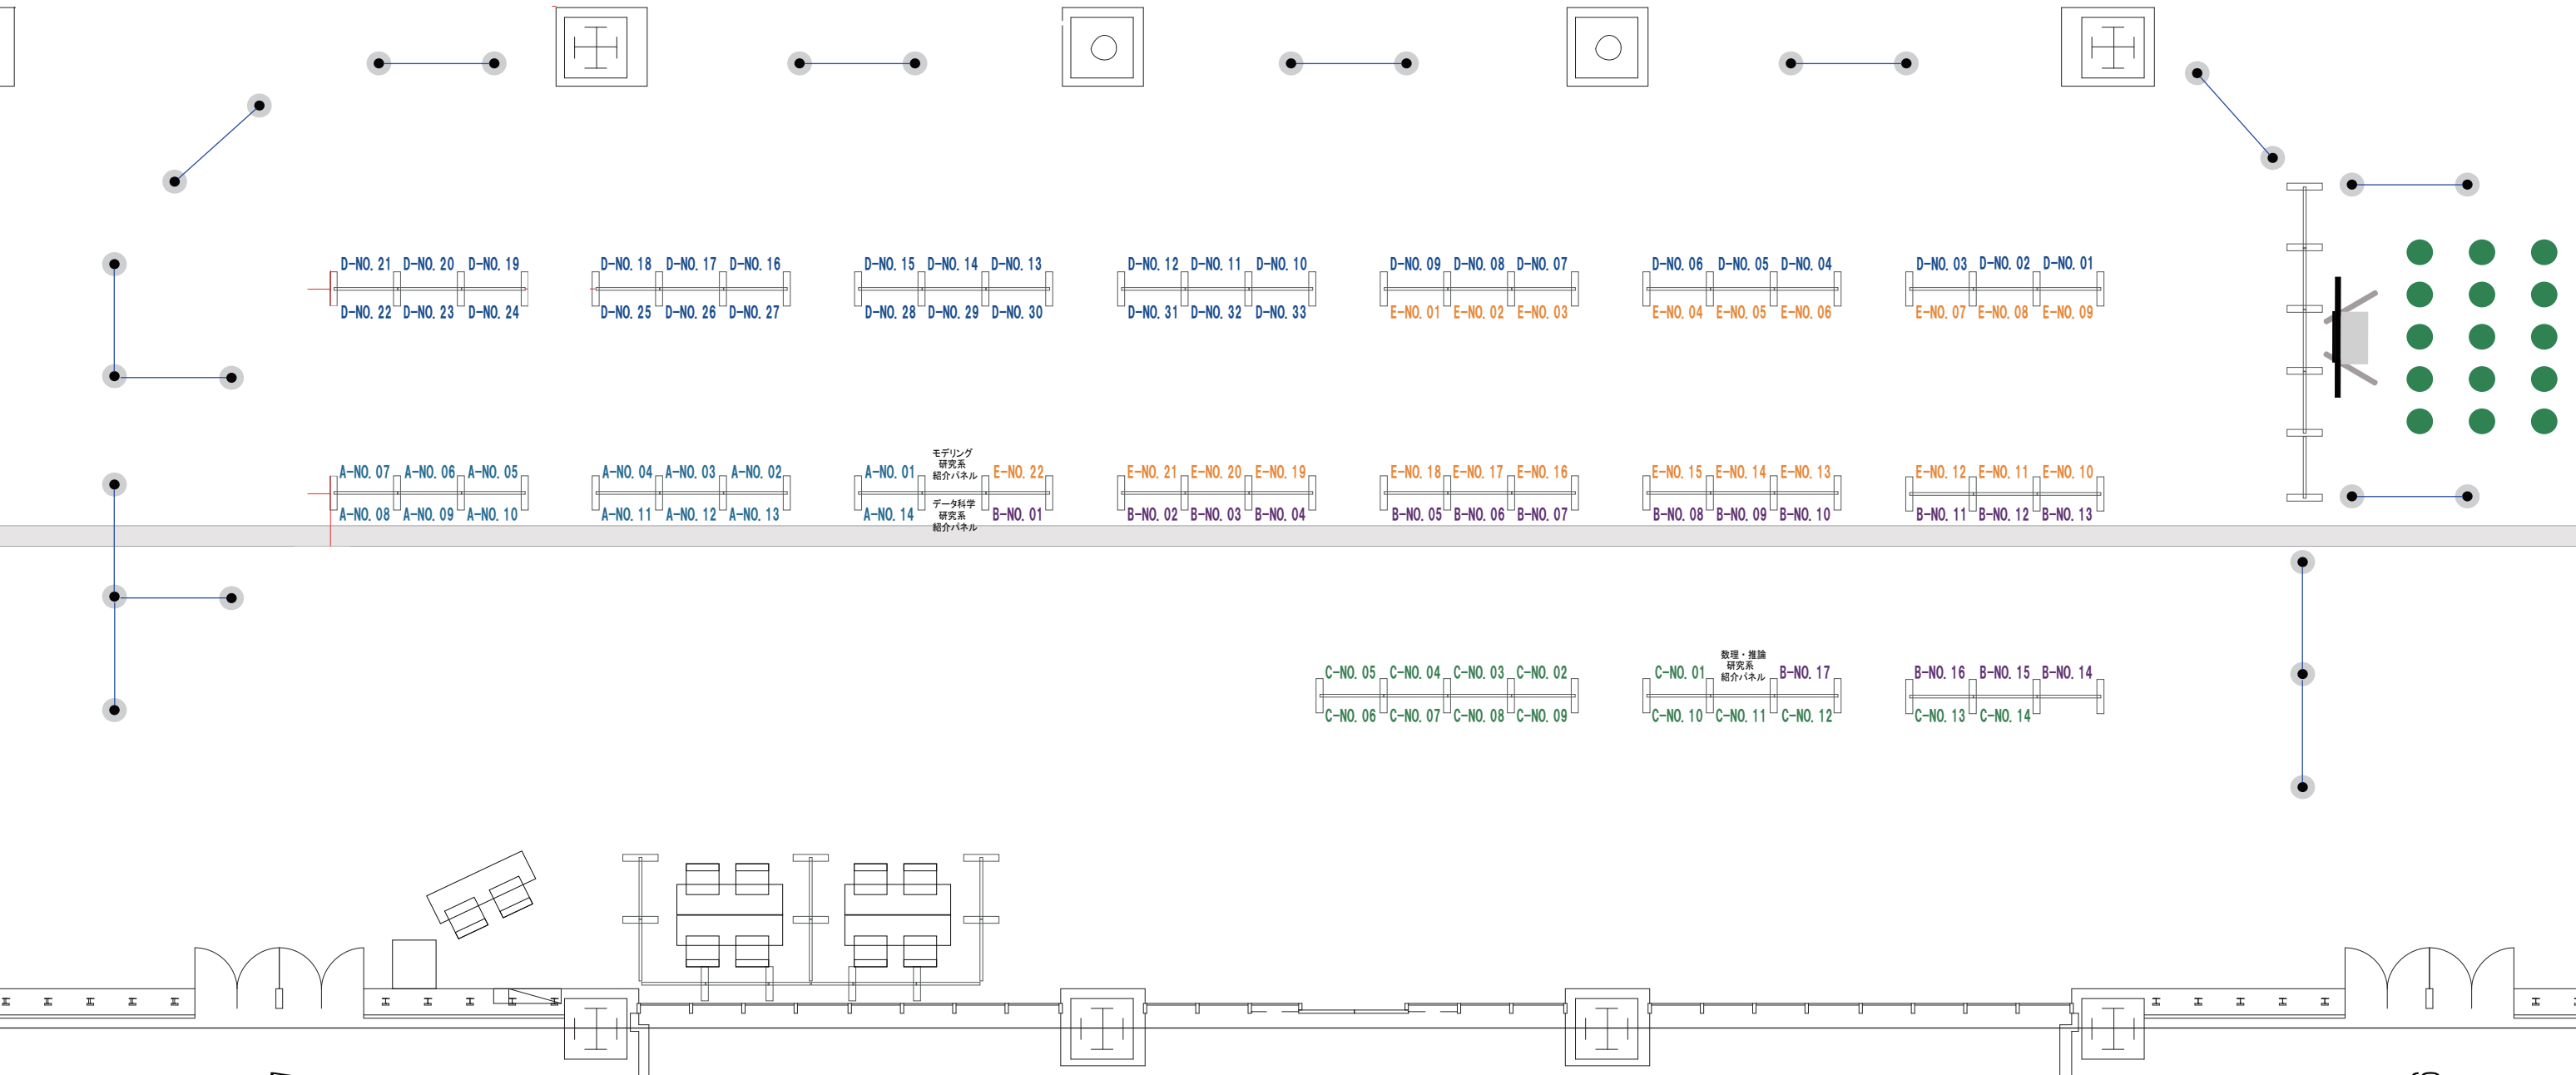 D-NO. 21 D-NO. 20 D-NO. 19 D-NO. 18 D-NO. 17 D-NO. 16 D-NO. 15 D-NO. 14 D-NO. 13 D-NO. 12 D-NO. 11 D-NO. 10 D-NO. 09 D-NO. 08 D-NO. 07 D-NO. 06 D-NO. 05 D-NO. 04 D-NO. 03 D-NO. 02 D-NO. 01
D-NO. 22 D-NO. 23 D-NO. 24 D-NO. 25 D-NO. 26 D-NO. 27 D-NO. 28 D-NO. 29 D-NO. 30 D-NO. 31 D-NO. 32 D-NO. 33 E-NO. 01 E-NO. 02 E-NO. 03 E-NO. 04 E-NO. 05 E-NO. 06 E-NO. 07 E-NO. 08 E-NO. 09
モデリング
研究系
紹介パネル
A-NO. 07 A-NO. 06 A-NO. 05 A-NO. 04 A-NO. 03 A-NO. 02 A-NO. 01 E-NO. 22 E-NO. 21 E-NO. 20 E-NO. 19 E-NO. 18 E-NO. 17 E-NO. 16 E-NO. 15 E-NO. 14 E-NO. 13 E-NO. 12 E-NO. 11 E-NO. 10
データ科学
研究系
紹介パネル
A-NO. 08 A-NO. 09 A-NO. 10 A-NO. 11 A-NO. 12 A-NO. 13 A-NO. 14 B-NO. 01 B-NO. 02 B-NO. 03 B-NO. 04 B-NO. 05 B-NO. 06 B-NO. 07 B-NO. 08 B-NO. 09 B-NO. 10 B-NO. 11 B-NO. 12 B-NO. 13
数理・推論
研究系
紹介パネル
C-NO. 05 C-NO. 04 C-NO. 03 C-NO. 02 C-NO. 01 B-NO. 17 B-NO. 16 B-NO. 15 B-NO. 14
C-NO. 06 C-NO. 07 C-NO. 08 C-NO. 09 C-NO. 10 C-NO. 11 C-NO. 12 C-NO. 13 C-NO. 14